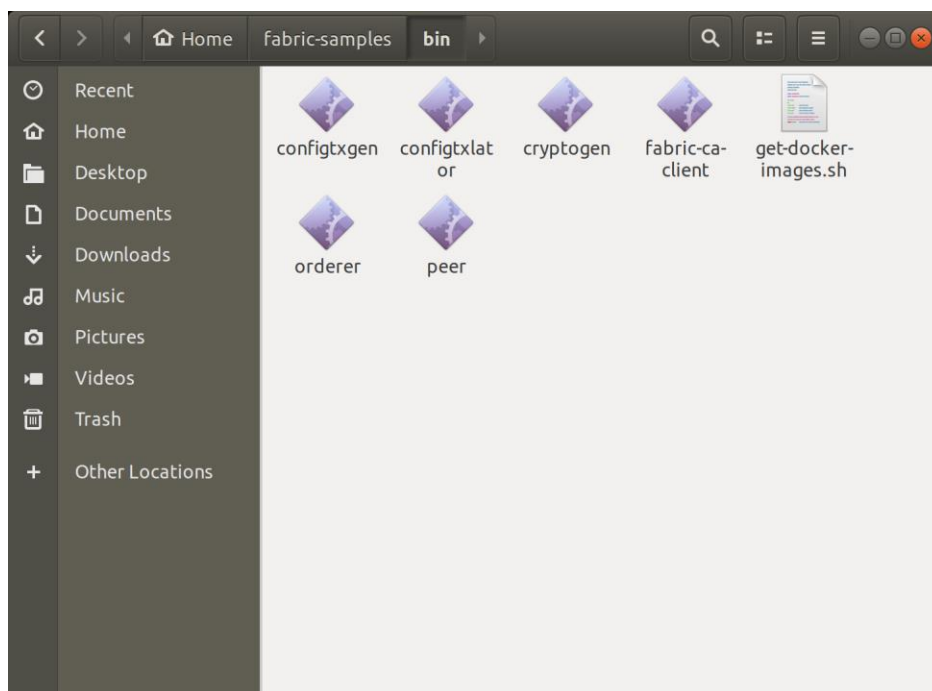 Home fabric-samples bin
Recent
Home
Desktop
Documents
Downloads
Music
Pictures
Videos
Trash
Other Locations
configtxgen
configtxlat
or
cryptogen
fabric-ca-
client
get-docker-
images.sh
orderer
peer